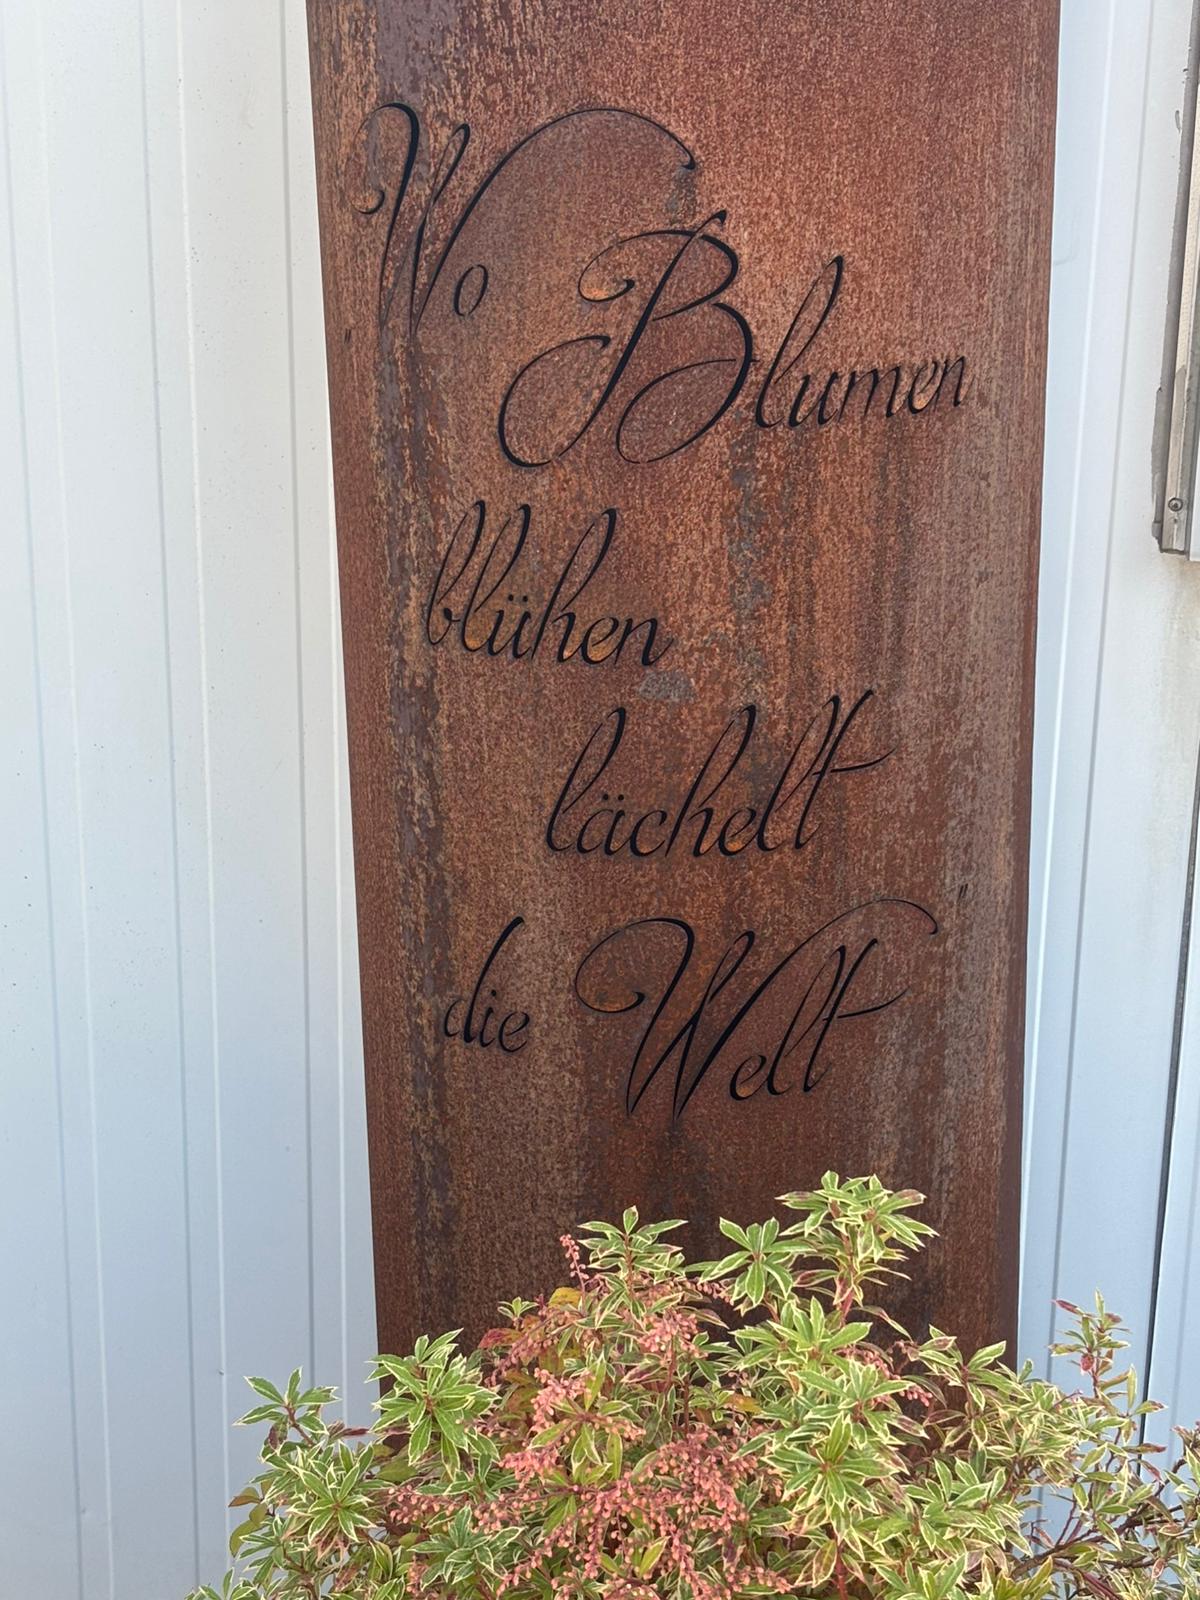 "Wo
Blumen
blühen
lächelt
die Welt"